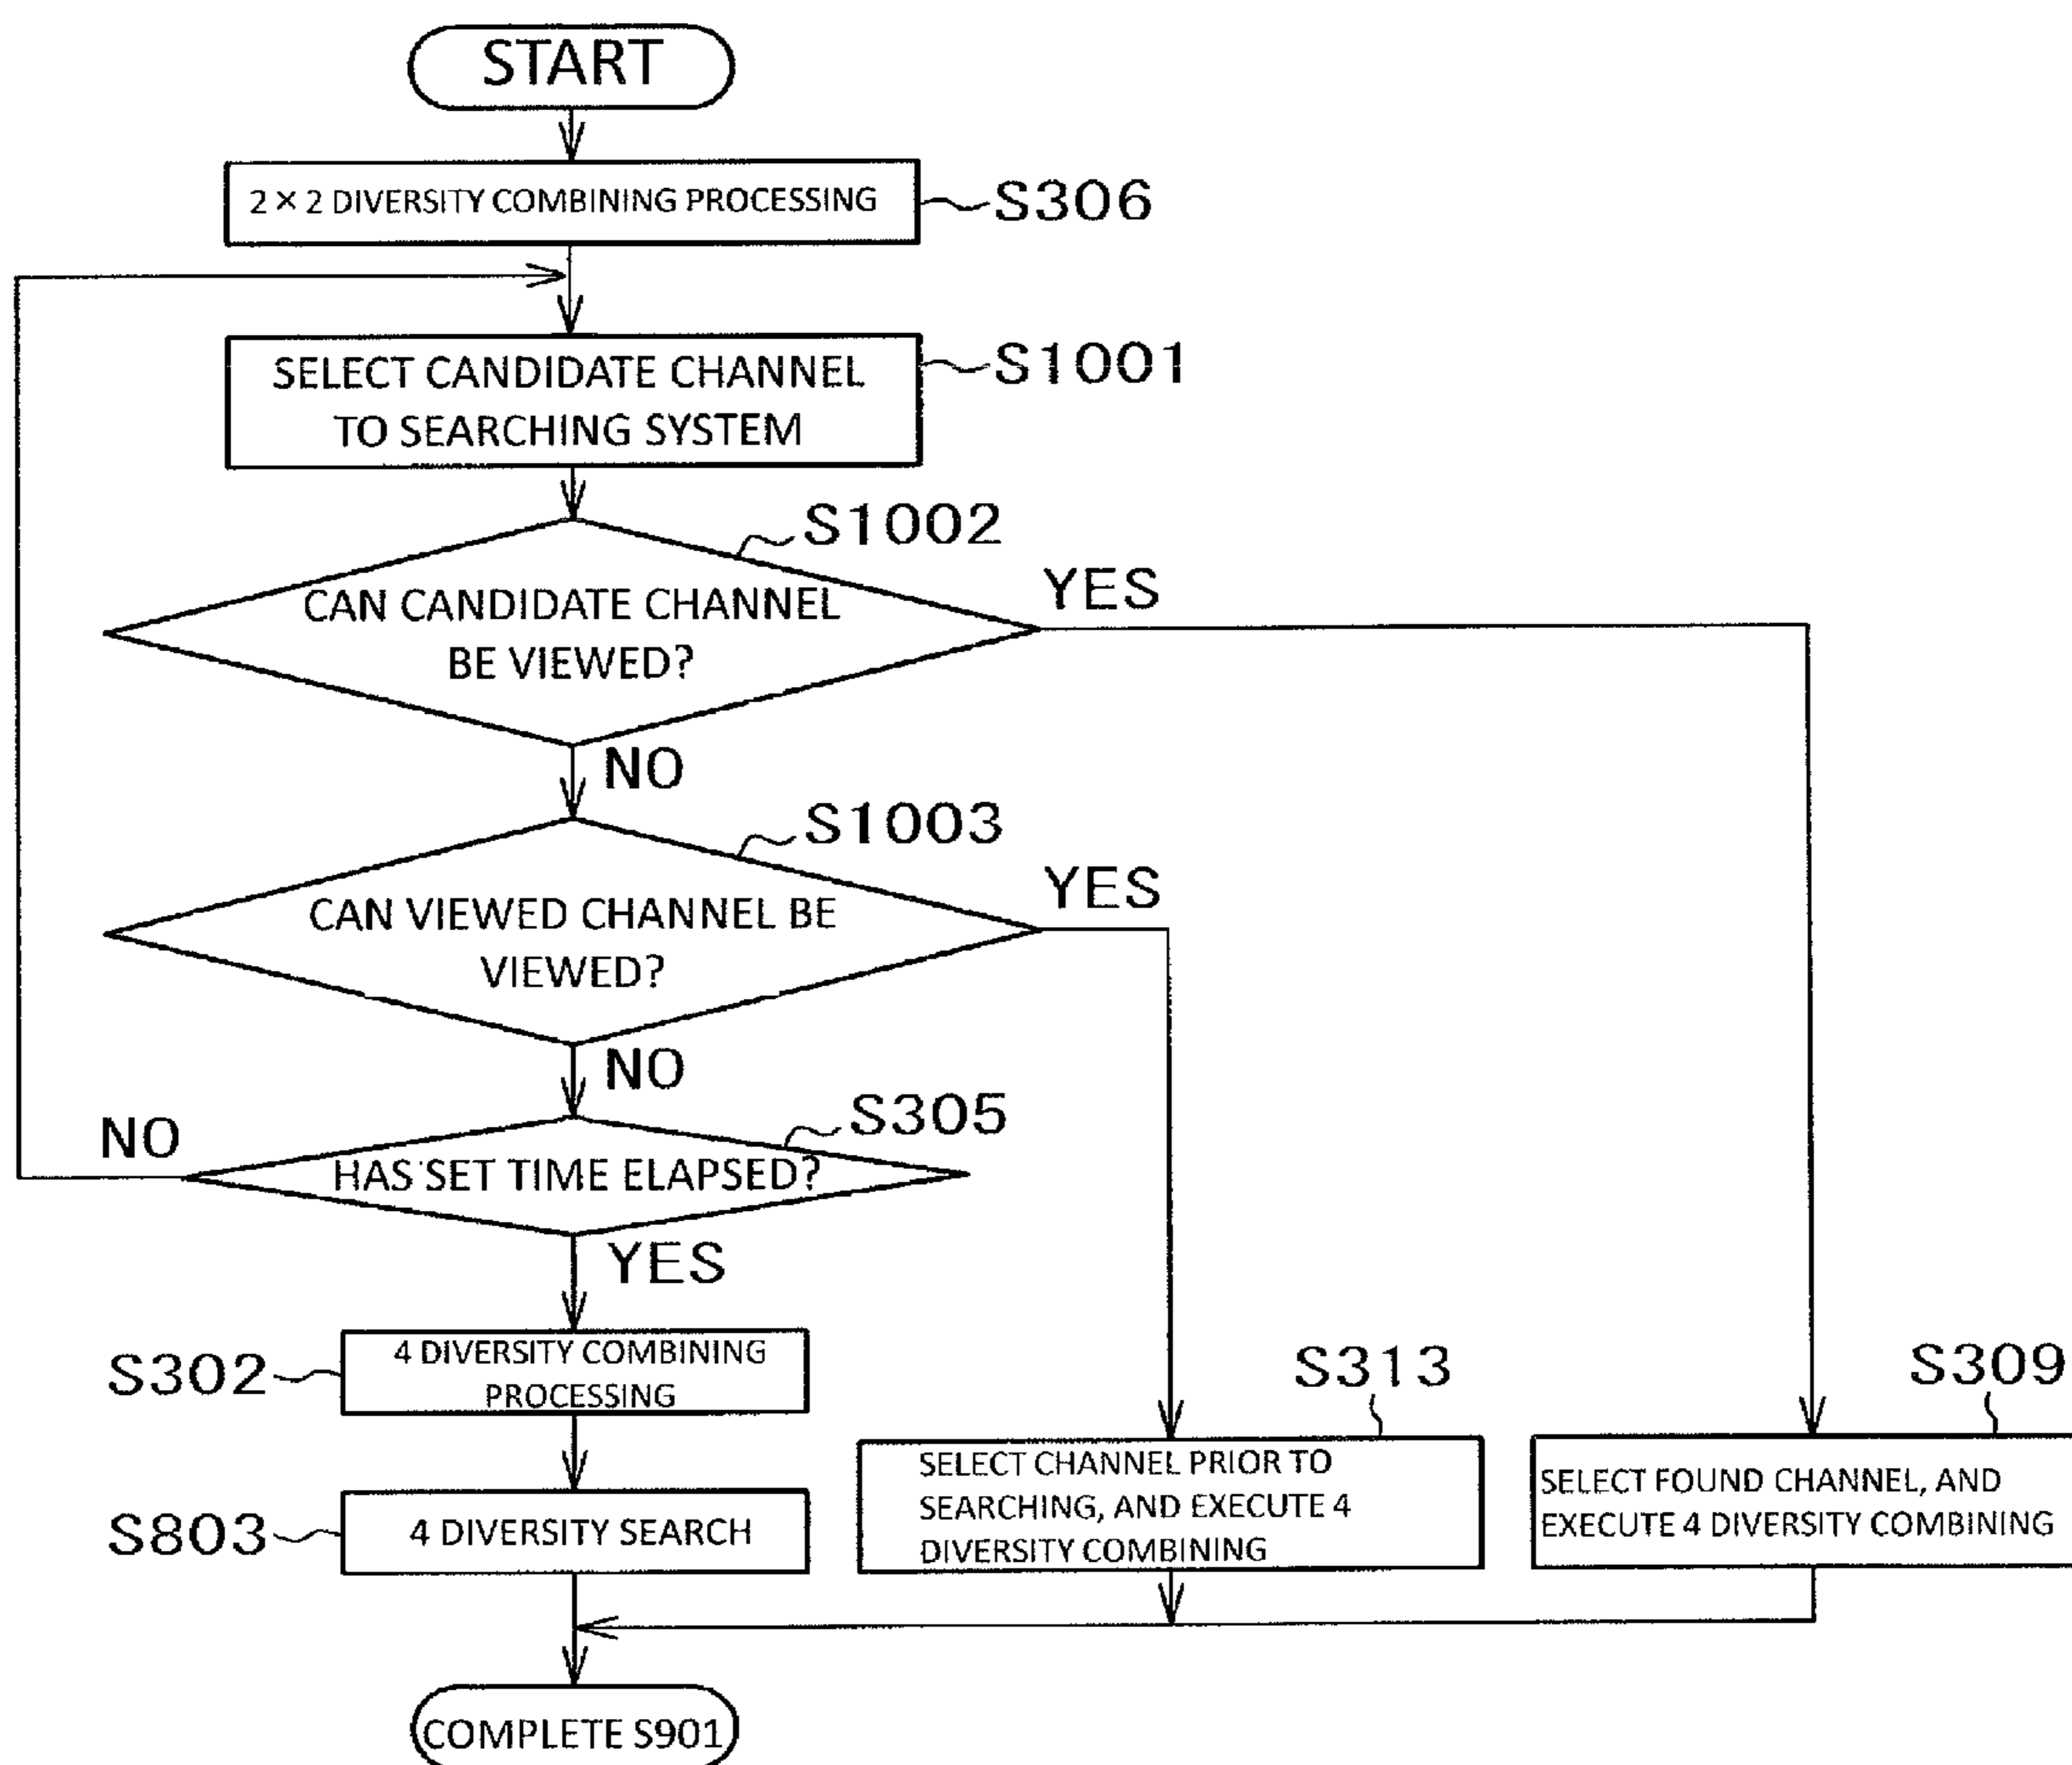 START
2 × 2 DIVERSITY COMBINING PROCESSING
S306
SELECT CANDIDATE CHANNEL
TO SEARCHING SYSTEM
S1001
S1002
CAN CANDIDATE CHANNEL
BE VIEWED?
YES
NO
S1003
CAN VIEWED CHANNEL BE
VIEWED?
YES
NO
S305
HAS SET TIME ELAPSED?
NO
YES
S302
4 DIVERSITY COMBINING
PROCESSING
S803
4 DIVERSITY SEARCH
S313
SELECT CHANNEL PRIOR TO
SEARCHING, AND EXECUTE 4
DIVERSITY COMBINING
S309
SELECT FOUND CHANNEL, AND
EXECUTE 4 DIVERSITY COMBINING
COMPLETE S901